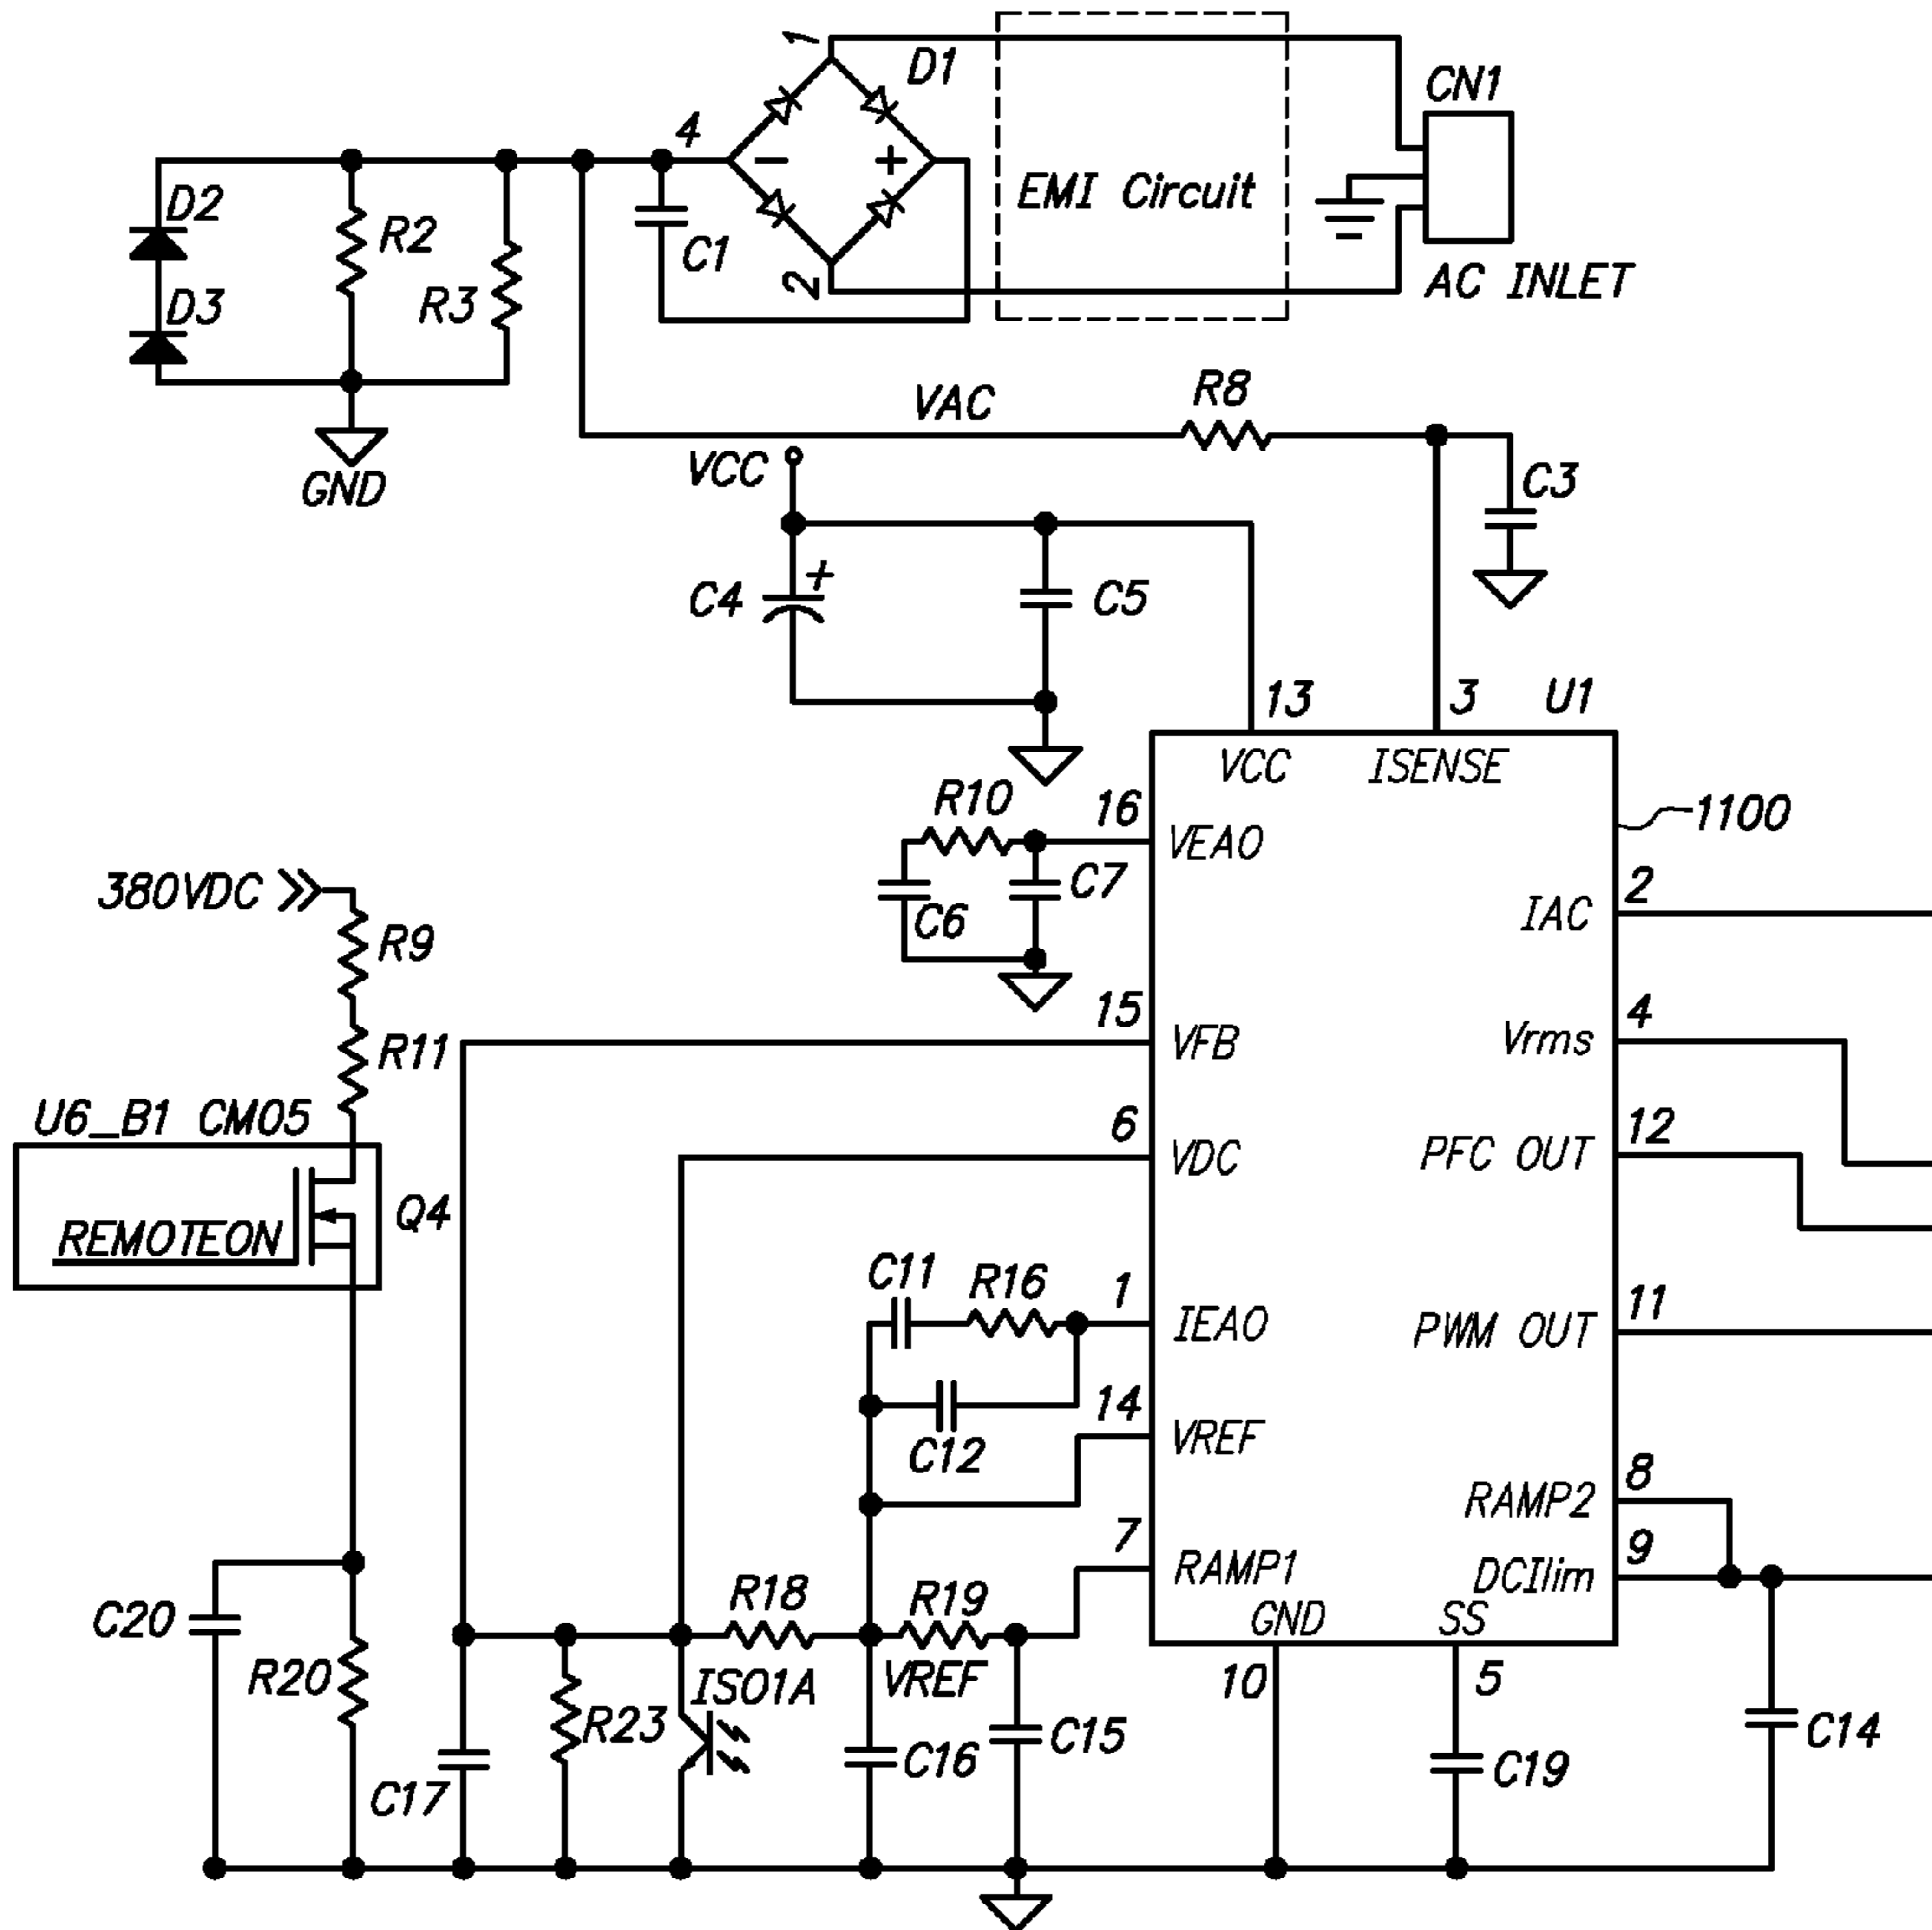 1
D1
CN1
4
−
+
EMI Circuit
D2
R2
C1
2
AC INLET
D3
R3
VAC
R8
VCC
GND
C3
+
C4
C5
13
3
U1
VCC
ISENSE
R10
16
1100
VEAO
380VDC
C7
2
C6
IAC
R9
15
4
R11
VFB
Vrms
U6_B1 CM05
6
12
VDC
PFC OUT
Q4
REMOTEON
C11
R16
1
11
IEAO
PWM OUT
14
C12
VREF
8
RAMP2
7
9
RAMP1
DCIlim
R18
R19
C20
GND
SS
R20
ISO1A
VREF
10
5
R23
C15
C14
C16
C19
C17